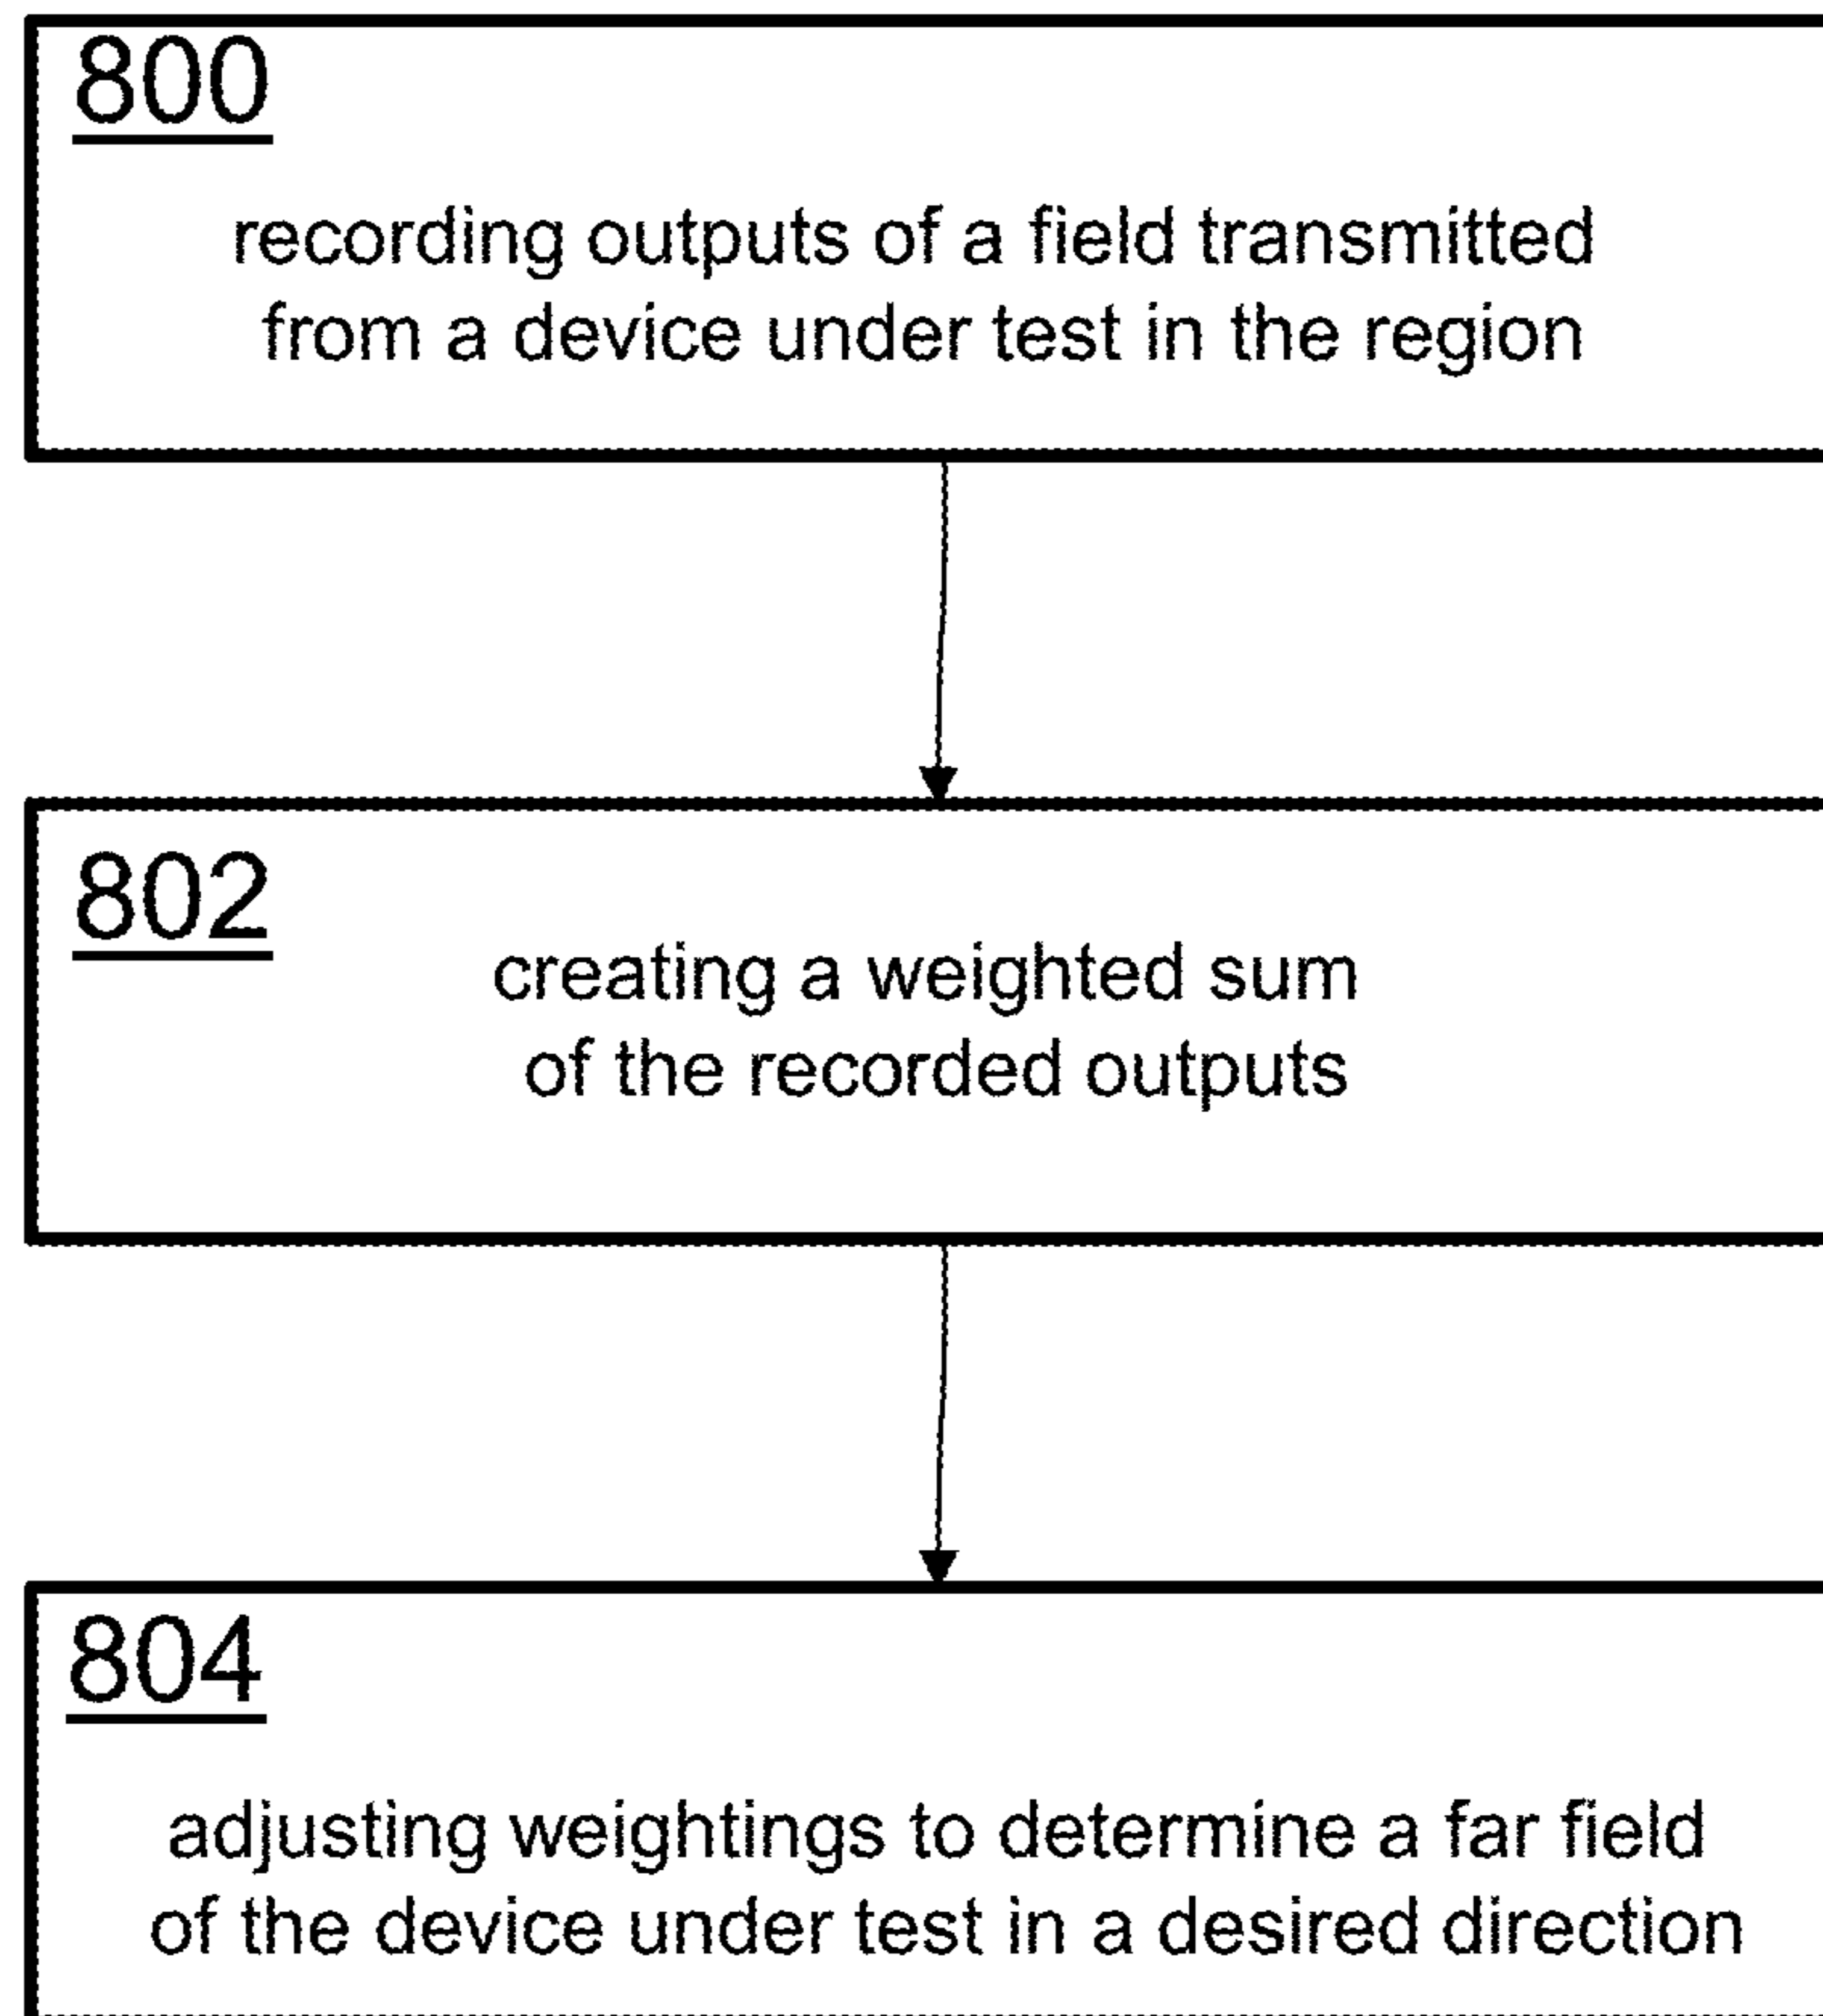 800
recording outputs of a field transmitted
from a device under test in the region
802
creating a weighted sum
of the recorded outputs
804
adjusting weightings to determine a far field
of the device under test in a desired direction